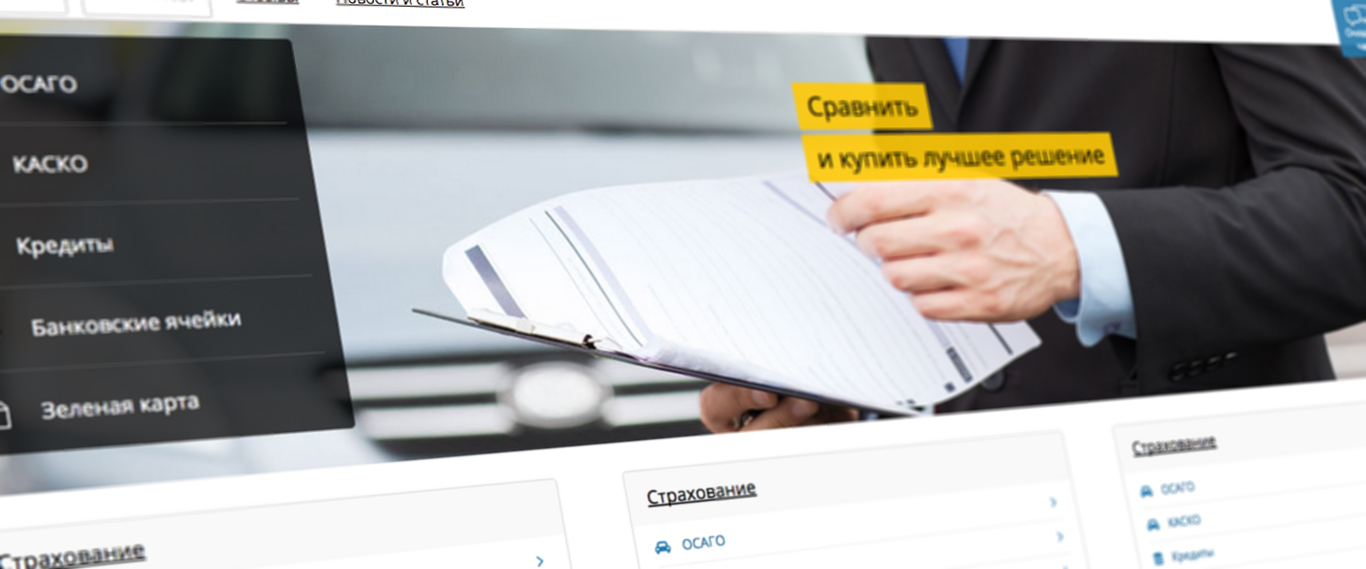 Новости и статьи
ОСАГО
КАСКО
Кредиты
Банковские ячейки
Зеленая карта
Сравнить
и купить лучшее решение
Страхование
Страхование
ОСАГО
Страхование
ОСАГО
КАСКО
Кредиты